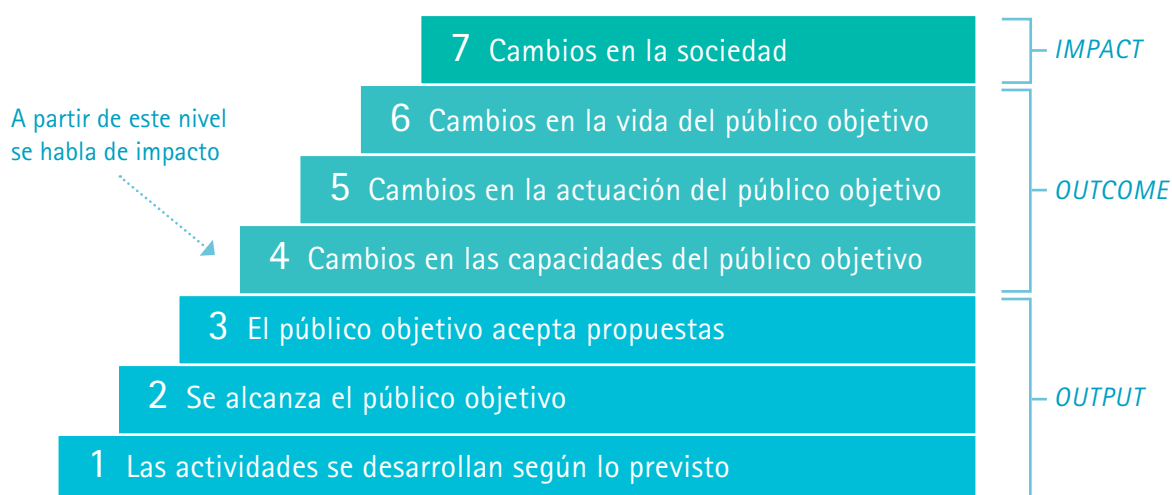 7 Cambios en la sociedad
IMPACT
A partir de este nivel
se habla de impacto
6 Cambios en la vida del público objetivo
5 Cambios en la actuación del público objetivo
OUTCOME
4 Cambios en las capacidades del público objetivo
3 El público objetivo acepta propuestas
2 Se alcanza el público objetivo
OUTPUT
1 Las actividades se desarrollan según lo previsto